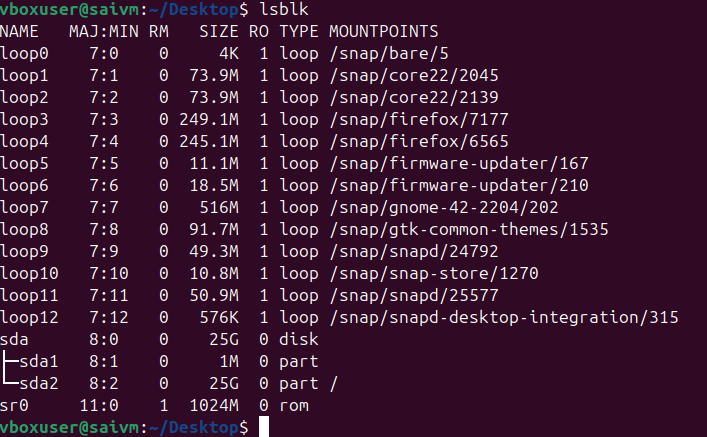 vboxuser@saivm:~/Desktop$ lsblk
NAME   MAJ:MIN RM   SIZE RO TYPE MOUNTPOINTS
loop0    7:0    0     4K  1 loop /snap/bare/5
loop1    7:1    0  73.9M  1 loop /snap/core22/2045
loop2    7:2    0  73.9M  1 loop /snap/core22/2139
loop3    7:3    0 249.1M  1 loop /snap/firefox/7177
loop4    7:4    0 245.1M  1 loop /snap/firefox/6565
loop5    7:5    0  11.1M  1 loop /snap/firmware-updater/167
loop6    7:6    0  18.5M  1 loop /snap/firmware-updater/210
loop7    7:7    0   516M  1 loop /snap/gnome-42-2204/202
loop8    7:8    0  91.7M  1 loop /snap/gtk-common-themes/1535
loop9    7:9    0  49.3M  1 loop /snap/snapd/24792
loop10   7:10   0  10.8M  1 loop /snap/snap-store/1270
loop11   7:11   0  50.9M  1 loop /snap/snapd/25577
loop12   7:12   0   576K  1 loop /snap/snapd-desktop-integration/315
sda      8:0    0    25G  0 disk
├─sda1   8:1    0     1M  0 part
└─sda2   8:2    0    25G  0 part /
sr0     11:0    1  1024M  0 rom
vboxuser@saivm:~/Desktop$